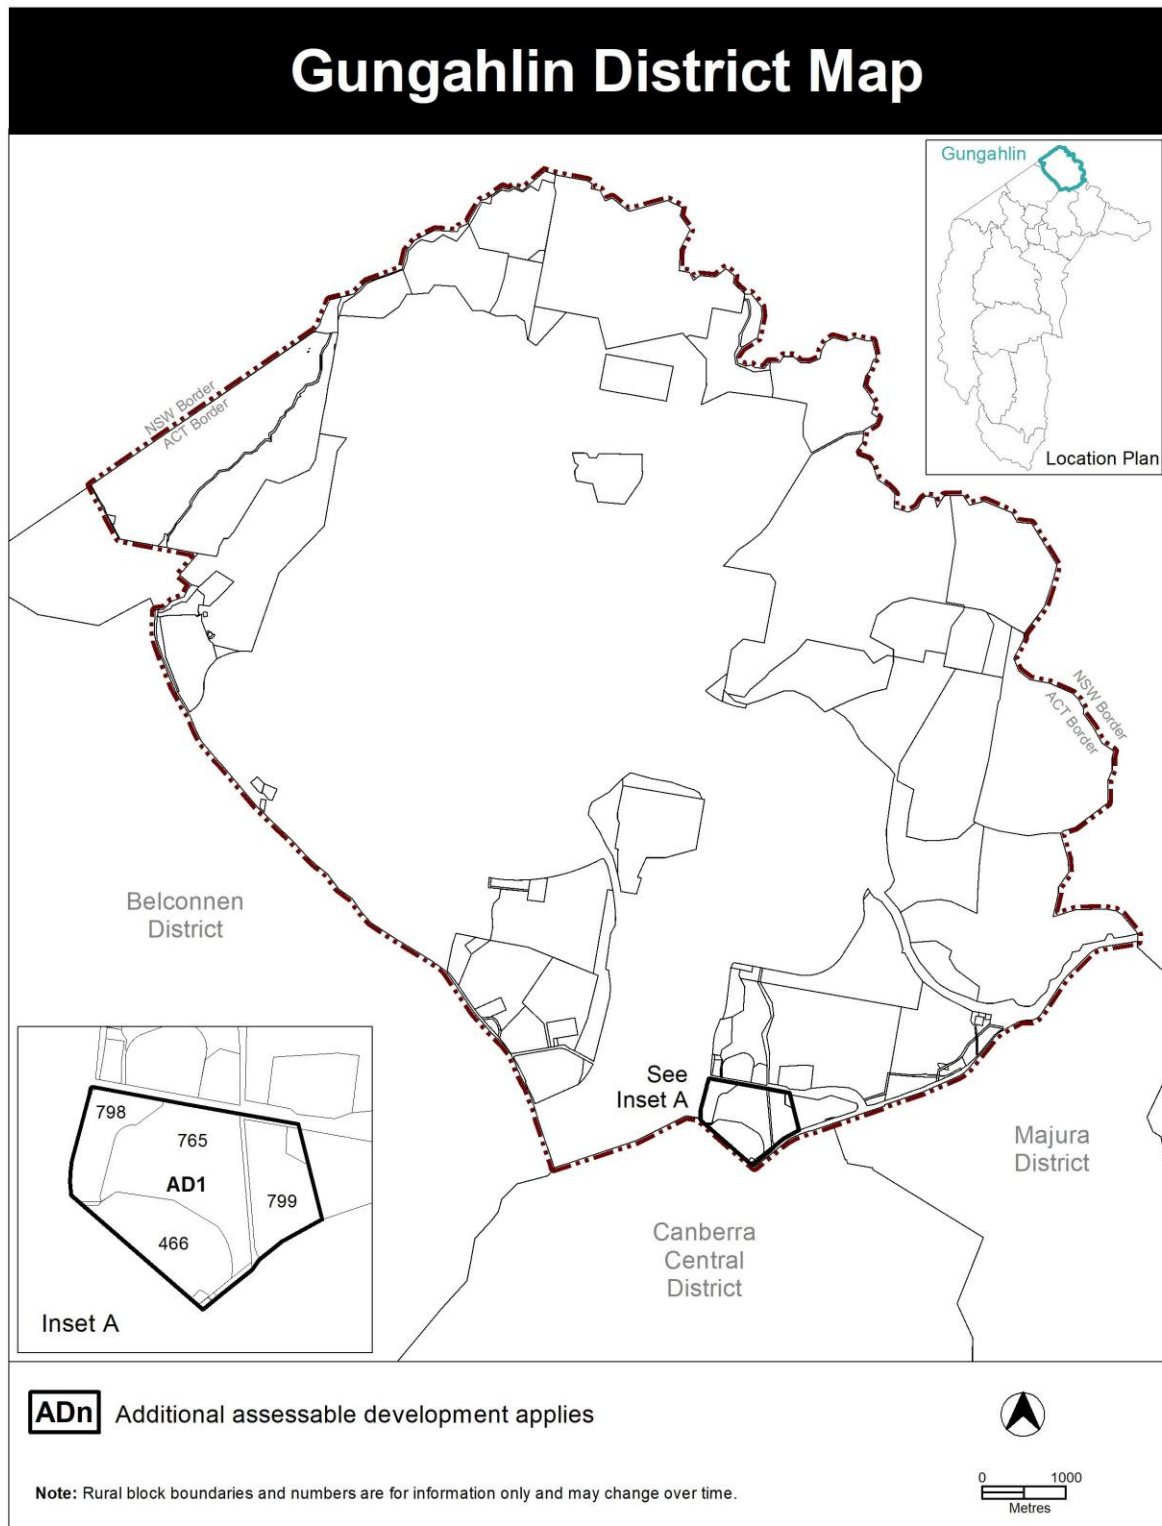 Gungahlin District Map
Gungahlin
Location Plan
NSW Border
ACT Border
NSW Border
ACT Border
Belconnen
District
See
Inset A
Majura
District
Canberra
Central
District
798
765
AD1
799
466
Inset A
ADn Additional assessable development applies
0 1000
Metres
Note: Rural block boundaries and numbers are for information only and may change over time.